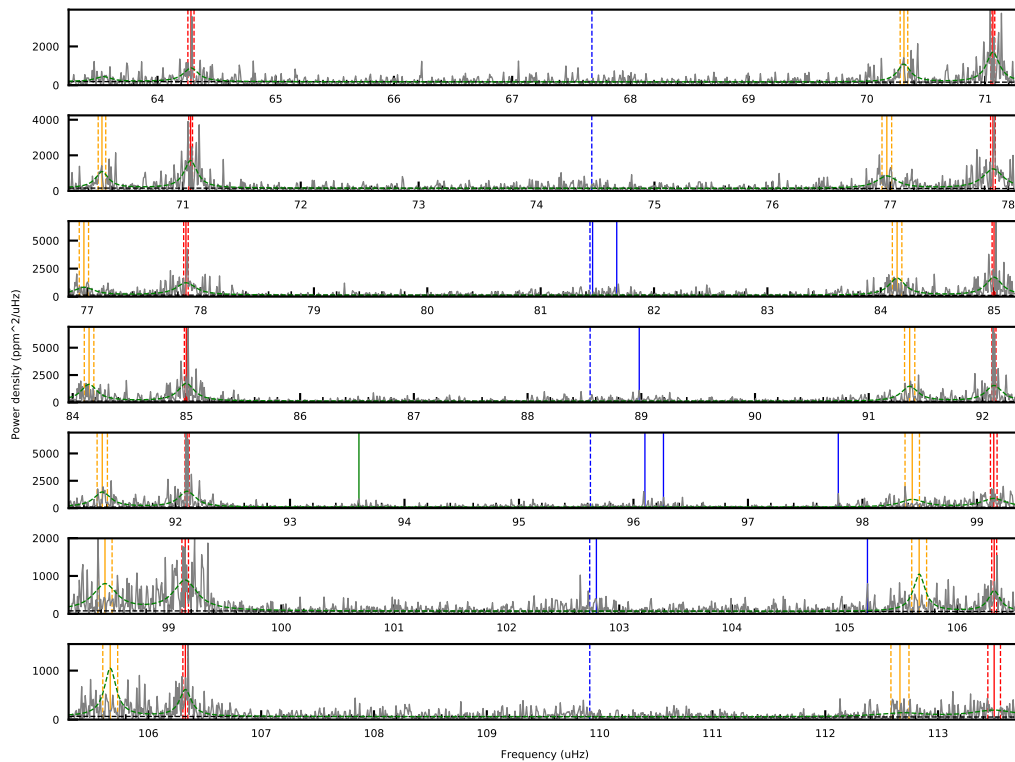 2000
0
64 65 66 67 68 69 70 71
4000
2000
0
71 72 73 74 75 76 77 78
5000
2500
0
77 78 79 80 81 82 83 84 85
5000
2500
0
84 85 86 87 88 89 90 91 92
5000
2500
0
92 93 94 95 96 97 98 99
2000
1000
0
99 100 101 102 103 104 105 106
1000
0
106 107 108 109 110 111 112 113
Power density (ppm^2/uHz)
Frequency (uHz)